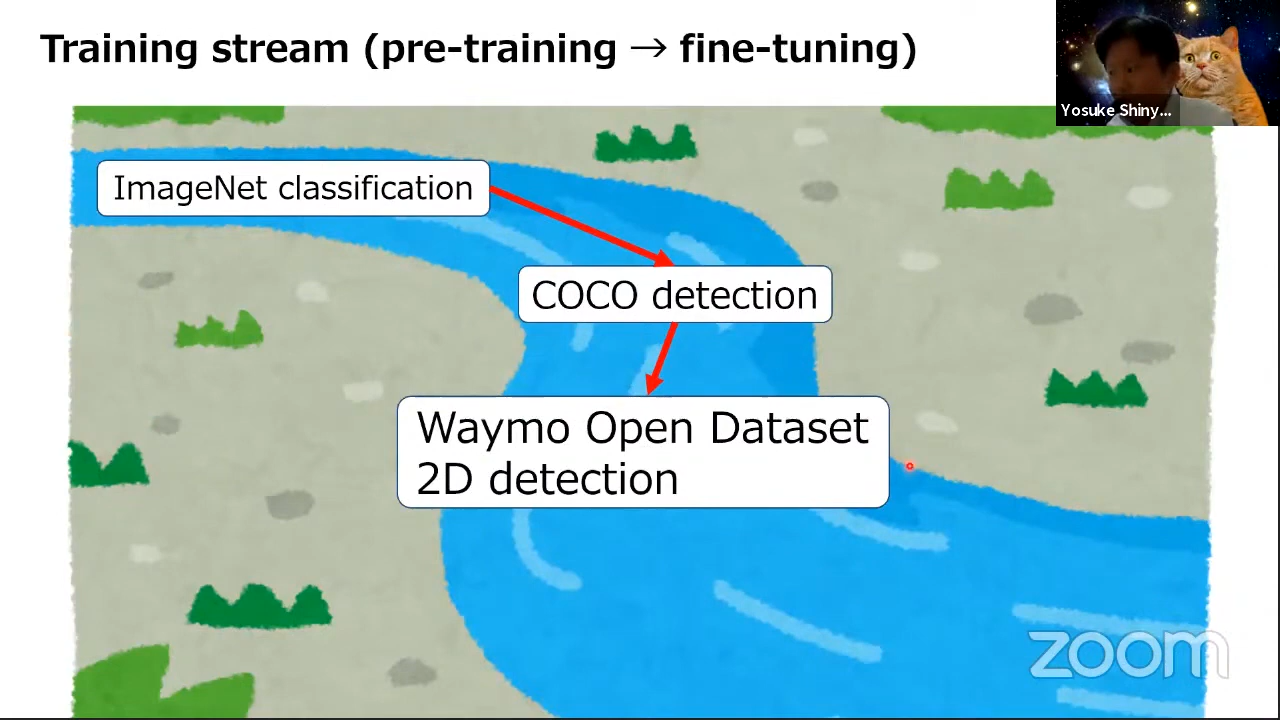 Training stream (pre-training → fine-tuning)
Yosuke Shiny...
ImageNet classification
COCO detection
Waymo Open Dataset
2D detection
zoom